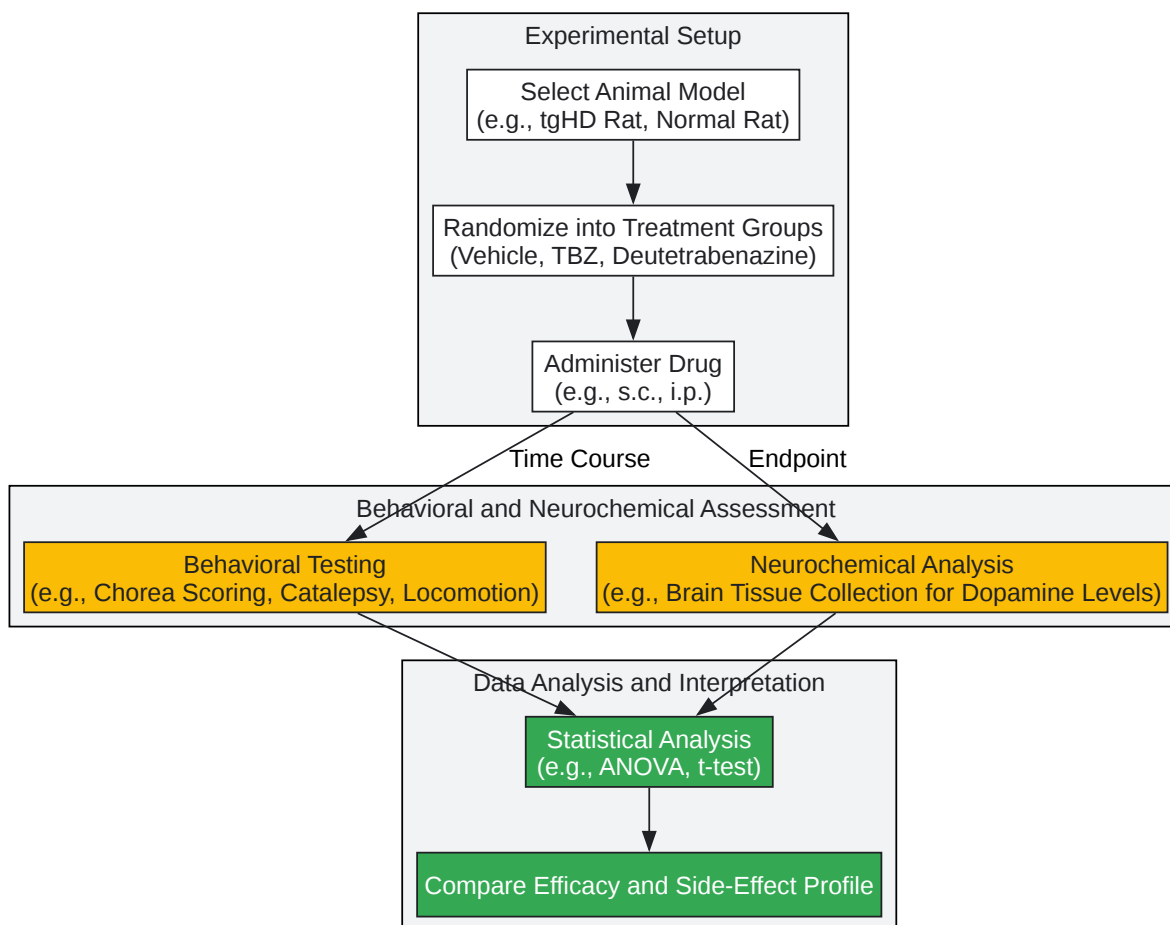 Experimental Setup
Select Animal Model
(e.g., tgHD Rat, Normal Rat)
Randomize into Treatment Groups
(Vehicle, TBZ, Deutetrabenazine)
Administer Drug
(e.g., s.c., i.p.)
Time Course
Endpoint
Behavioral and Neurochemical Assessment
Behavioral Testing
(e.g., Chorea Scoring, Catalepsy, Locomotion)
Neurochemical Analysis
(e.g., Brain Tissue Collection for Dopamine Levels)
Data Analysis and Interpretation
Statistical Analysis
(e.g., ANOVA, t-test)
Compare Efficacy and Side-Effect Profile